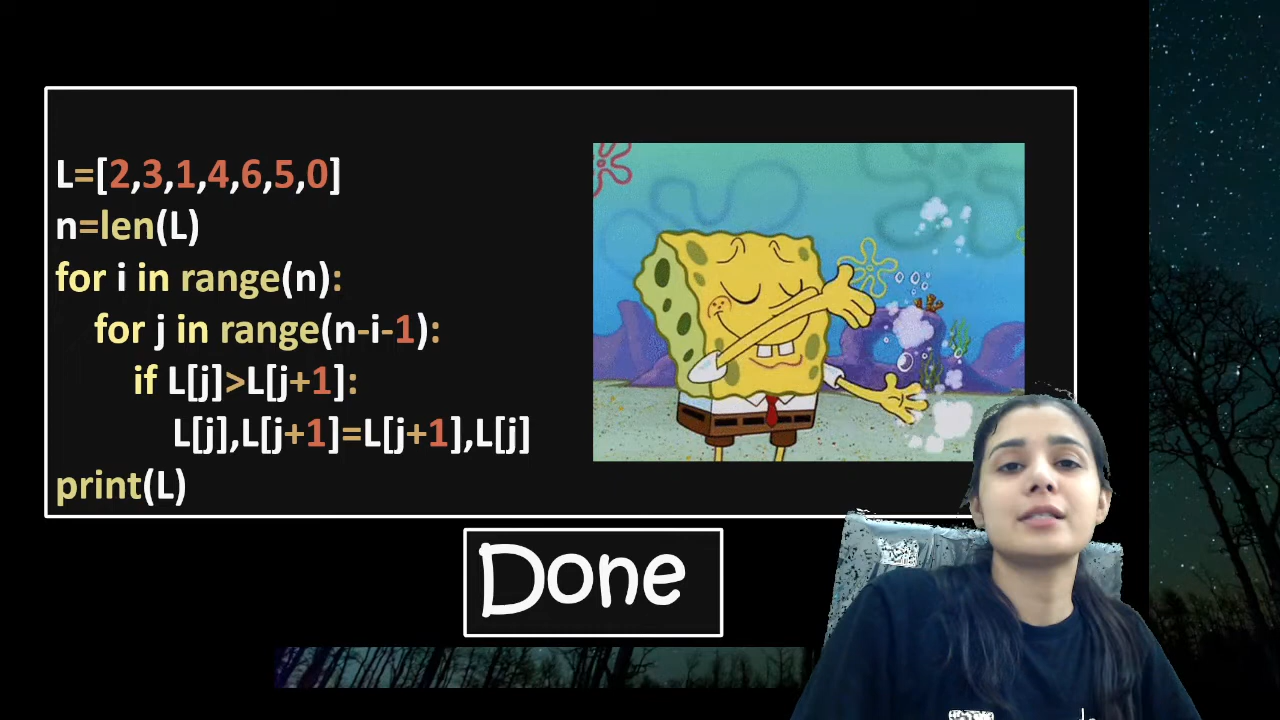 L=[2,3,1,4,6,5,0]
n=len(L)
for i in range(n):
    for j in range(n-i-1):
        if L[j]>L[j+1]:
            L[j],L[j+1]=L[j+1],L[j]
print(L)
Done